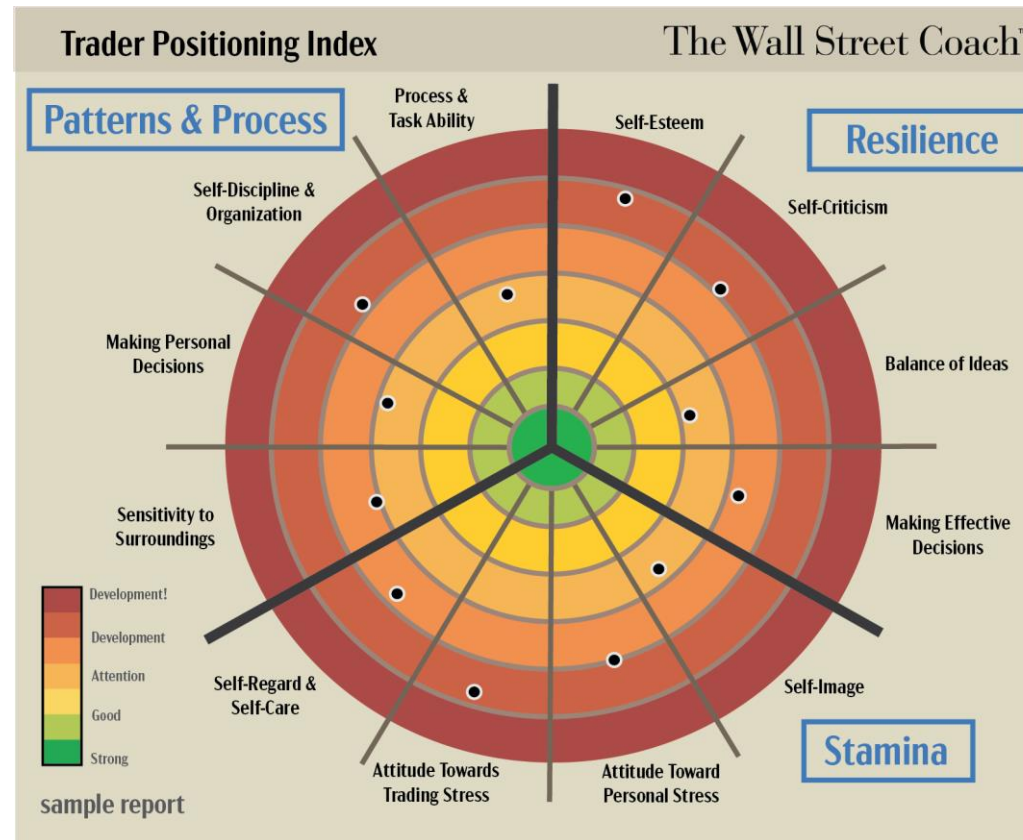 Trader Positioning Index
The Wall Street Coach™
Patterns & Process
Process &
Task Ability
Self-Esteem
Resilience
Self-Discipline &
Organization
Self-Criticism
Making Personal
Decisions
Balance of Ideas
Sensitivity to
Surroundings
Making Effective
Decisions
Development!
Development
Attention
Good
Strong
Self-Regard &
Self-Care
Self-Image
Attitude Towards
Trading Stress
Attitude Toward
Personal Stress
Stamina
sample report